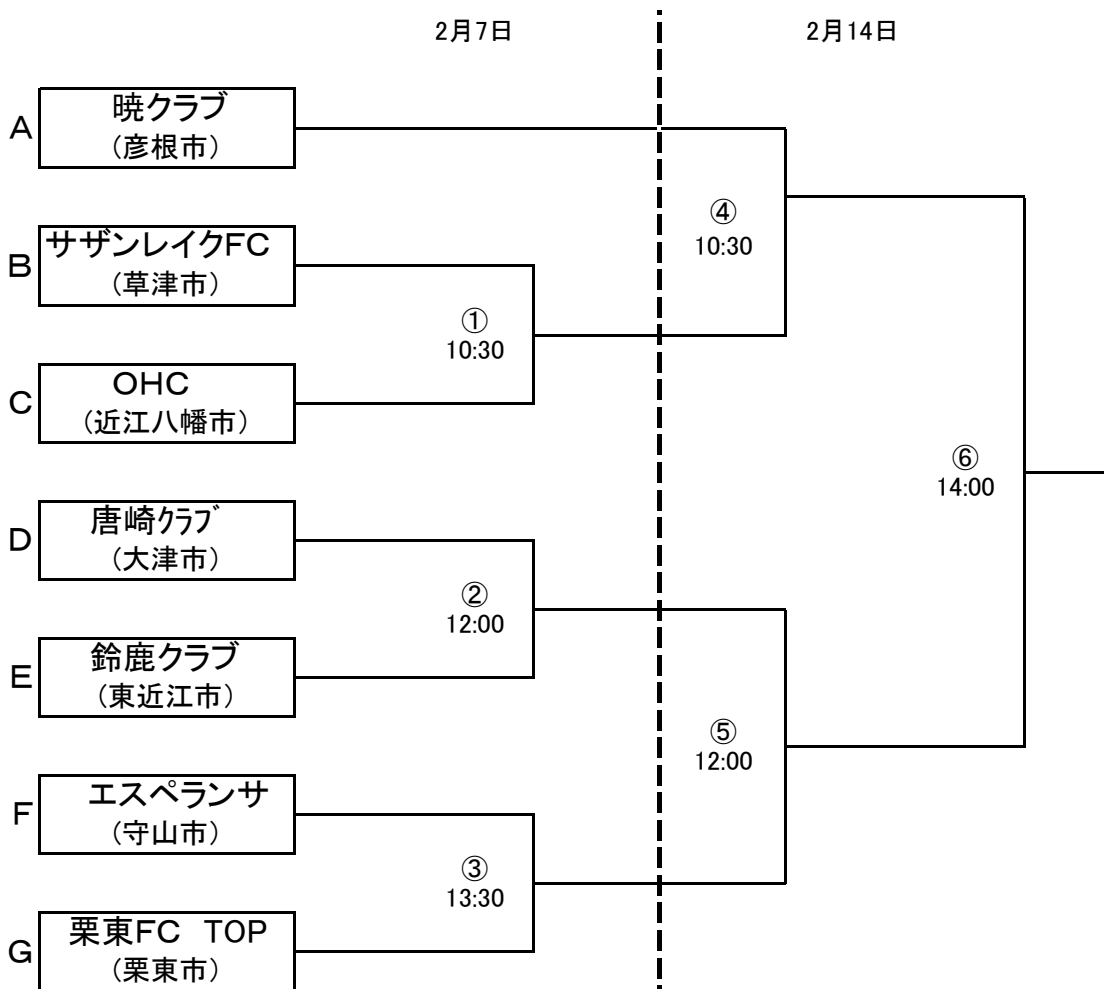 2月7日
2月14日
A
暁クラブ
（彦根市）
B
サザンレイクFC
（草津市）
C
OHC
（近江八幡市）
D
唐崎ｸﾗﾌﾞ
（大津市）
E
鈴鹿クラブ
（東近江市）
F
エスペランサ
（守山市）
G
栗東FC　TOP
（栗東市）
①
10:30
②
12:00
③
13:30
④
10:30
⑤
12:00
⑥
14:00